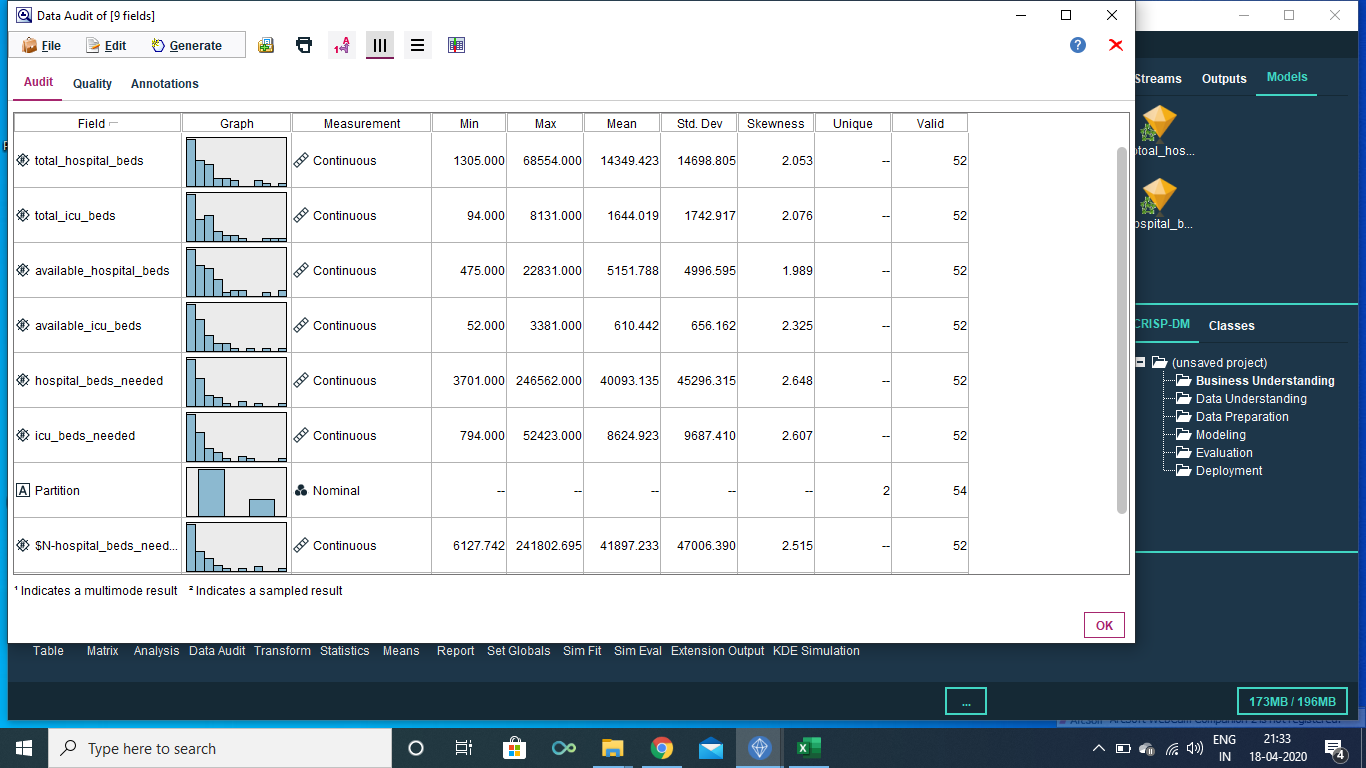 Data Audit of [9 fields]
File Edit Generate
Audit Quality Annotations
Field Graph Measurement Min Max Mean Std. Dev Skewness Unique Valid
total_hospital_beds Continuous 1305.000 68554.000 14349.423 14698.805 2.053 -- 52
total_icu_beds Continuous 94.000 8131.000 1644.019 1742.917 2.076 -- 52
available_hospital_beds Continuous 475.000 22831.000 5151.788 4996.595 1.989 -- 52
available_icu_beds Continuous 52.000 3381.000 610.442 656.162 2.325 -- 52
hospital_beds_needed Continuous 3701.000 246562.000 40093.135 45296.315 2.648 -- 52
icu_beds_needed Continuous 794.000 52423.000 8624.923 9687.410 2.607 -- 52
A Partition Nominal -- -- -- -- -- 2 54
$N-hospital_beds_need... Continuous 6127.742 241802.695 41897.233 47006.390 2.515 -- 52
¹ Indicates a multimode result ² Indicates a sampled result
OK
Streams Outputs Models
ptoal_hos...
ospital_b...
CRISP-DM Classes
(unsaved project)
Business Understanding
Data Understanding
Data Preparation
Modeling
Evaluation
Deployment
Table Matrix Analysis Data Audit Transform Statistics Means Report Set Globals Sim Fit Sim Eval Extension Output KDE Simulation
... 173MB / 196MB
Type here to search
ENG
IN
21:33
18-04-2020
4